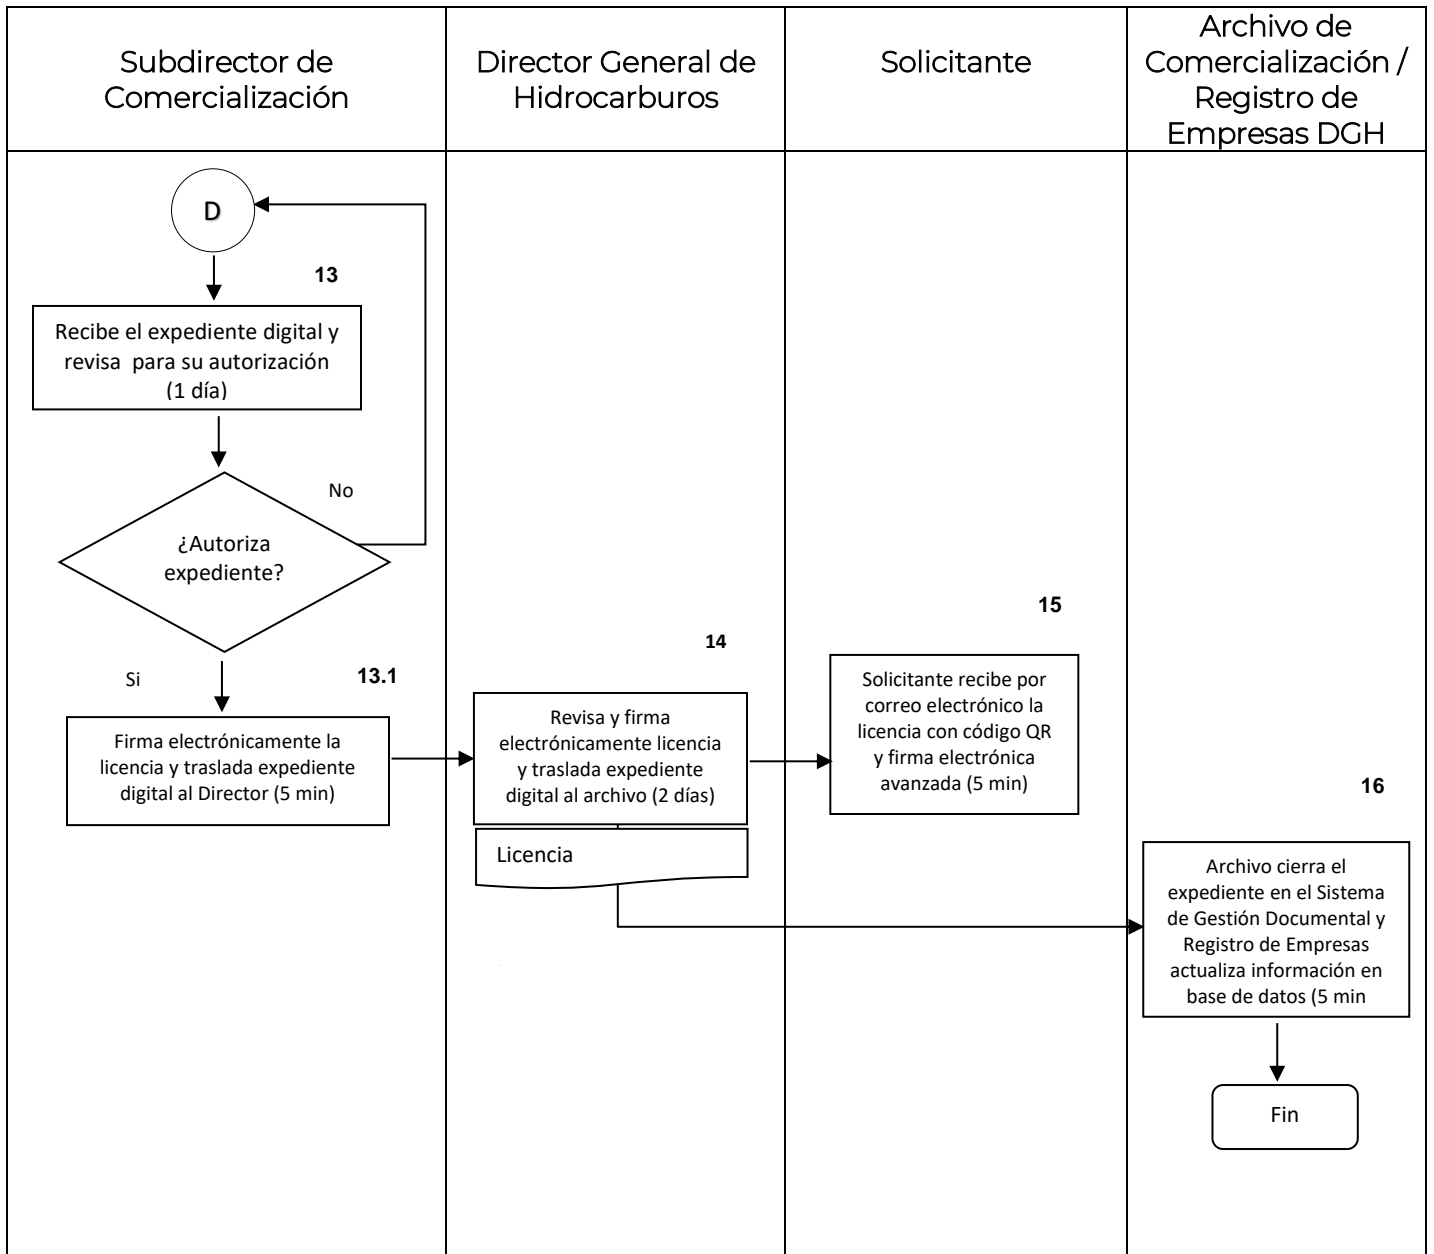 Subdirector de
Comercialización
Director General de
Hidrocarburos
Solicitante
Archivo de
Comercialización /
Registro de
Empresas DGH
D
13
Recibe el expediente digital y
revisa para su autorización
(1 día)
No
¿Autoriza
expediente?
Si
13.1
Firma electrónicamente la
licencia y traslada expediente
digital al Director (5 min)
14
Revisa y firma
electrónicamente licencia
y traslada expediente
digital al archivo (2 días)
Licencia
15
Solicitante recibe por
correo electrónico la
licencia con código QR
y firma electrónica
avanzada (5 min)
16
Archivo cierra el
expediente en el Sistema
de Gestión Documental y
Registro de Empresas
actualiza información en
base de datos (5 min
Fin